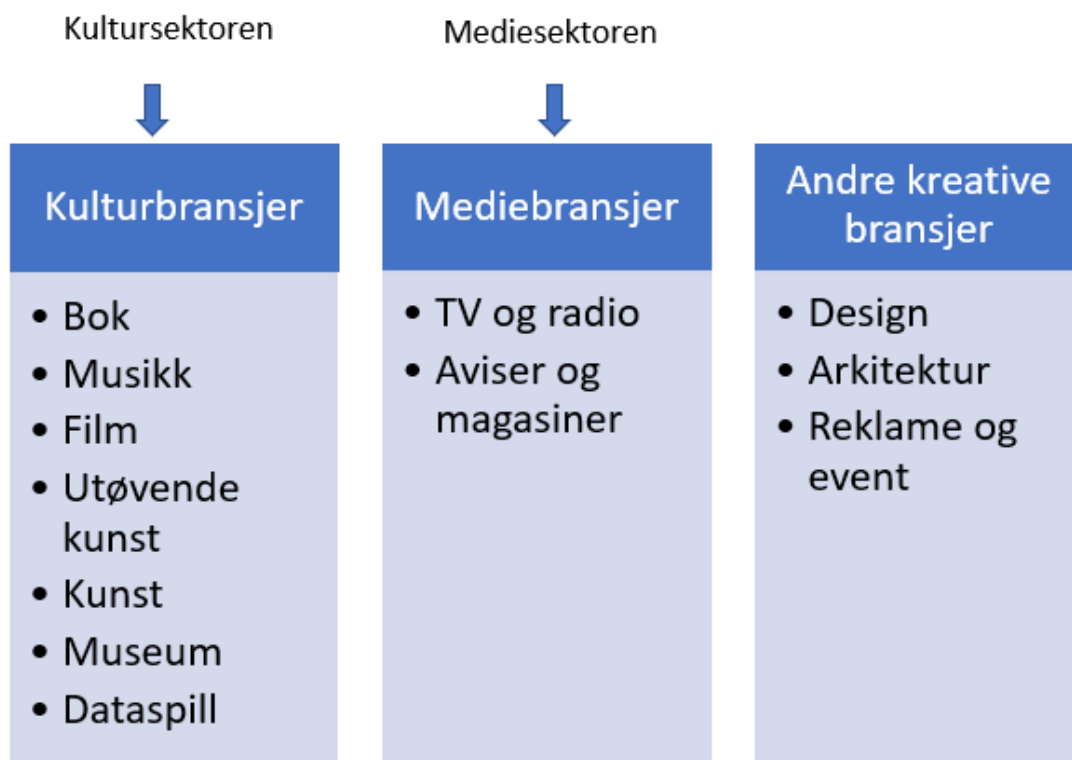 Kultursektoren
Mediesektoren
Kulturbransjer
• Bok
• Musikk
• Film
• Utøvende
kunst
• Kunst
• Museum
• Dataspill
Mediebransjer
• TV og radio
• Aviser og
magasiner
Andre kreative
bransjer
• Design
• Arkitektur
• Reklame og
event